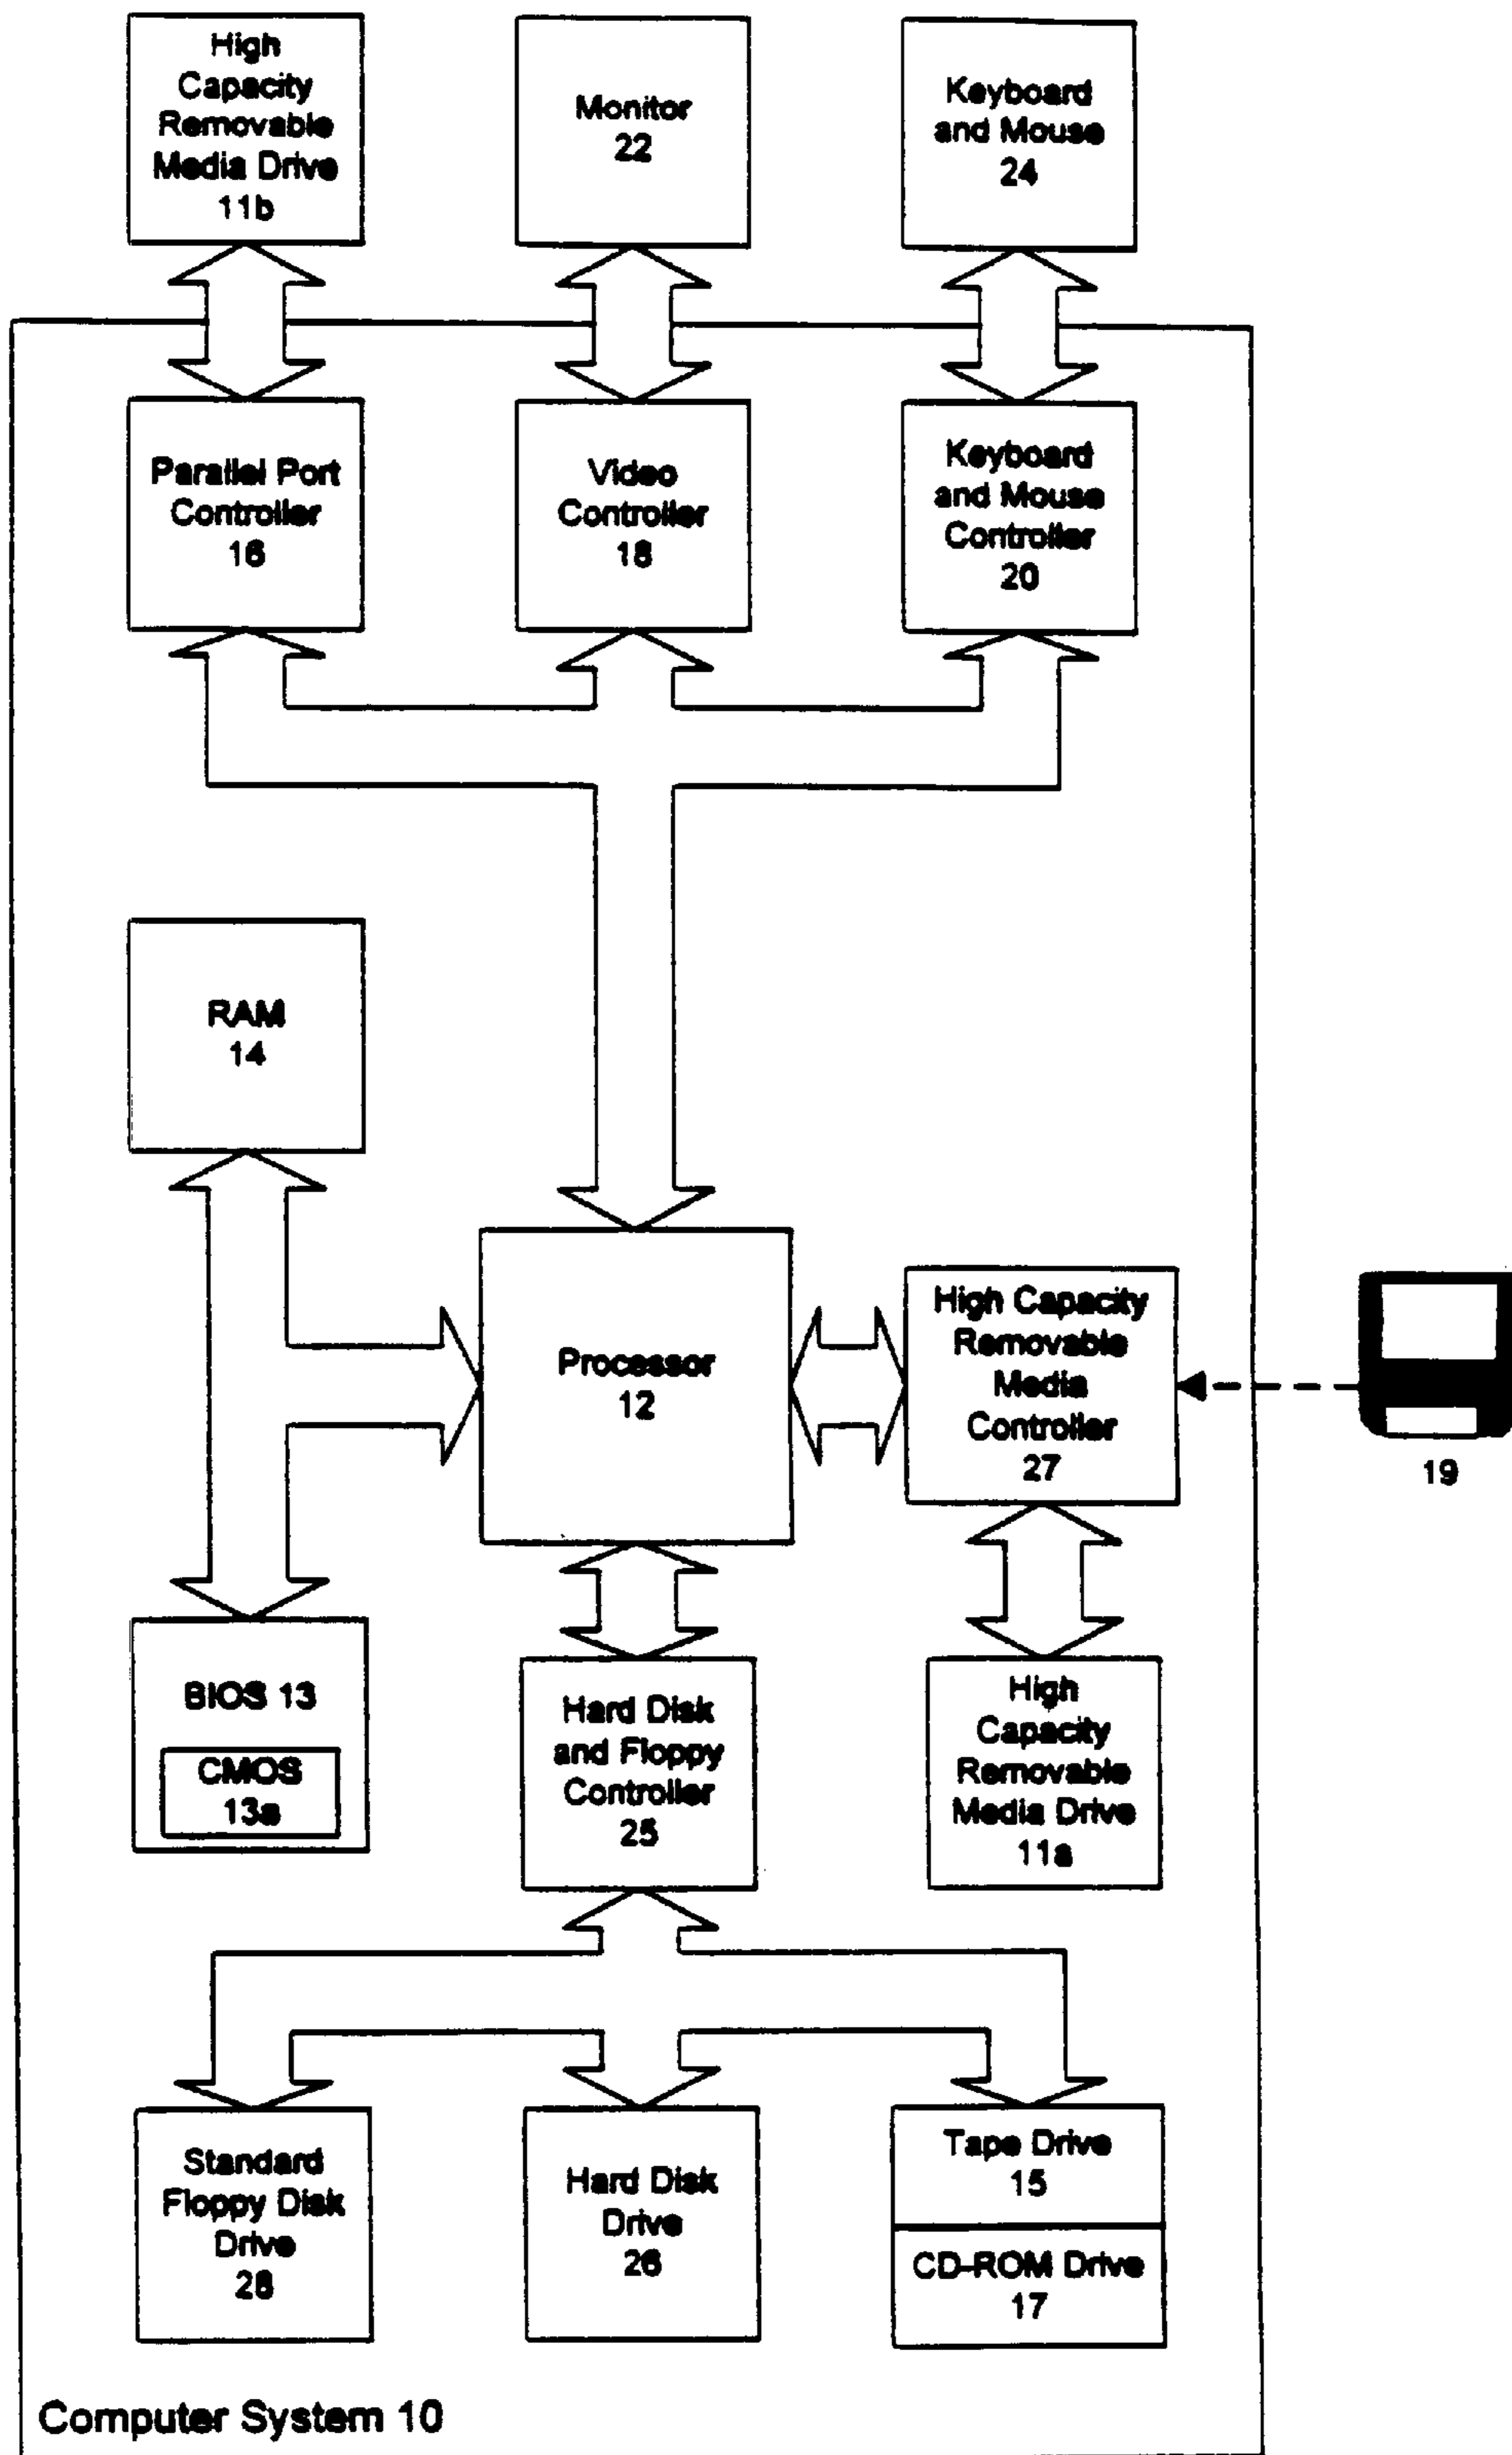 High
Capacity
Removable
Media Drive
11b
Monitor
22
Keyboard
and Mouse
24
Parallel Port
Controller
16
Video
Controller
18
Keyboard
and Mouse
Controller
20
RAM
14
Processor
12
High Capacity
Removable
Media
Controller
27
19
BIOS 13
CMOS
13a
Hard Disk
and Floppy
Controller
25
High
Capacity
Removable
Media Drive
11a
Standard
Floppy Disk
Drive
28
Hard Disk
Drive
26
Tape Drive
15
CD-ROM Drive
17
Computer System 10